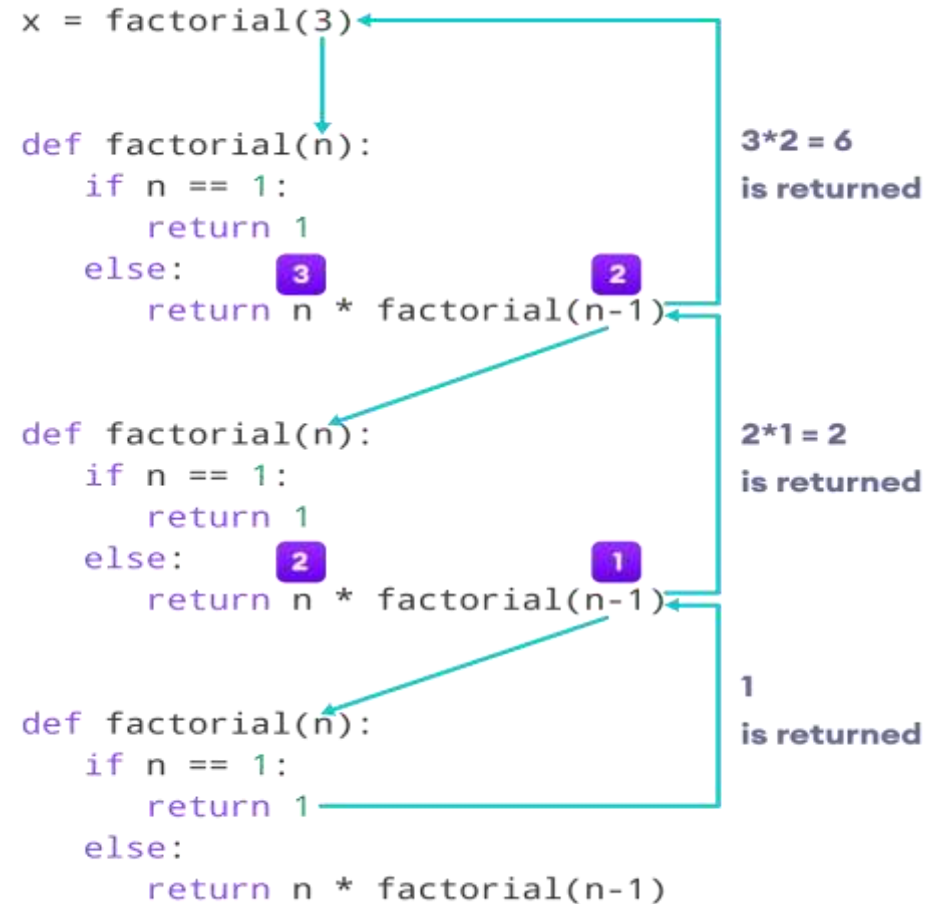 x = factorial(3)
def factorial(n):
if n == 1:
return 1
else:
3 2
return n * factorial(n-1)
3*2 = 6
is returned
def factorial(n):
if n == 1:
return 1
else:
2 1
return n * factorial(n-1)
2*1 = 2
is returned
def factorial(n):
if n == 1:
return 1
else:
return n * factorial(n-1)
1
is returned